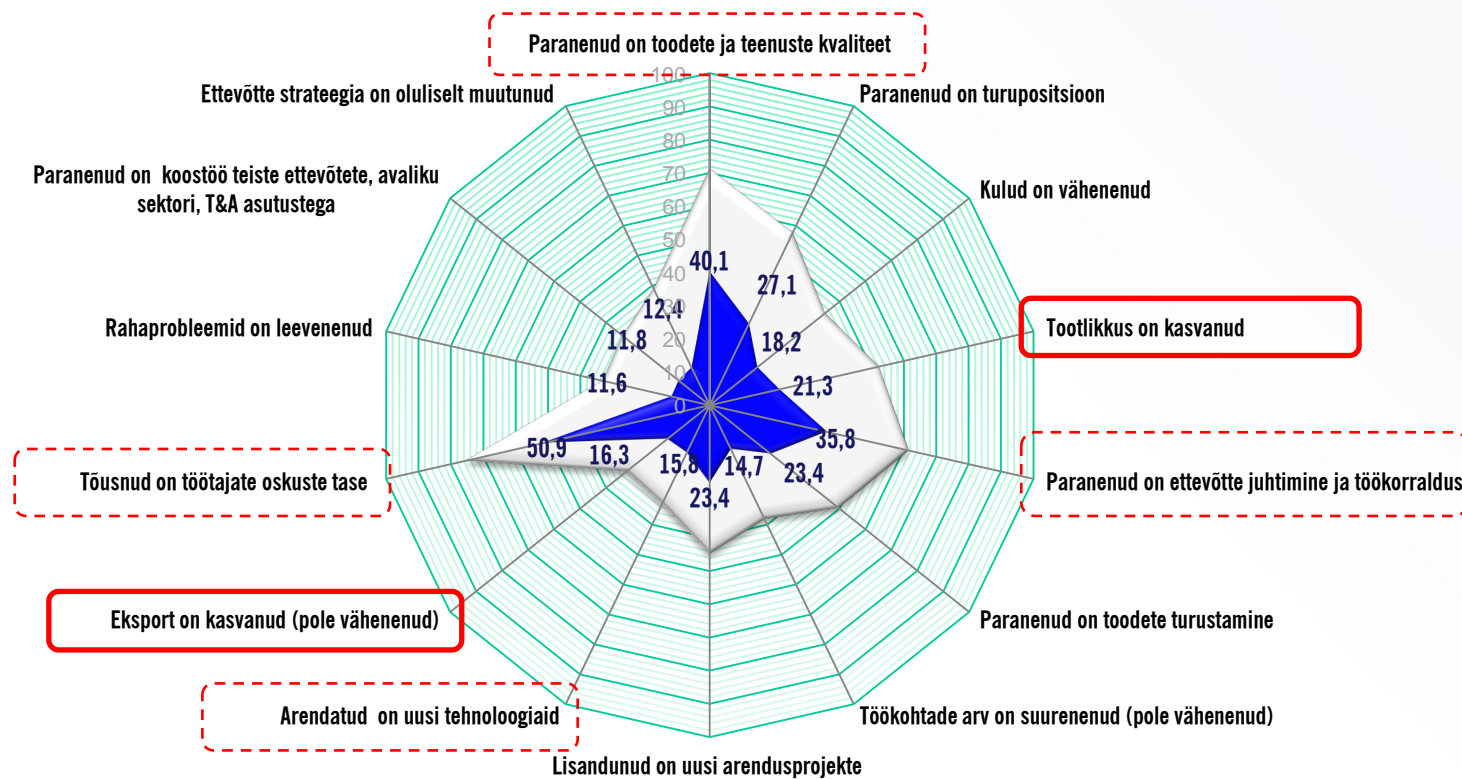 Paranenud on toodete ja teenuste kvaliteet
Ettevõtte strateegia on oluliselt muutunud
Paranenud on turupositsioon
Paranenud on koostöö teiste ettevõtete, avaliku
sektori, T&A asutustega
Kulud on vähenenud
Rahaprobleemid on leevenenud
Tootlikkus on kasvanud
Tõusnud on töötajate oskuste tase
Paranenud on ettevõtte juhtimine ja töökorraldus
Eksport on kasvanud (pole vähenenud)
Paranenud on toodete turustamine
Arendatud on uusi tehnoloogiaid
Töökohtade arv on suurenenud (pole vähenenud)
Lisandunud on uusi arendusprojekte
100
90
80
70
60
50
40
30
20
10
0
40,1
27,1
18,2
21,3
35,8
23,4
14,7
23,4
15,8
16,3
50,9
11,6
11,8
12,4